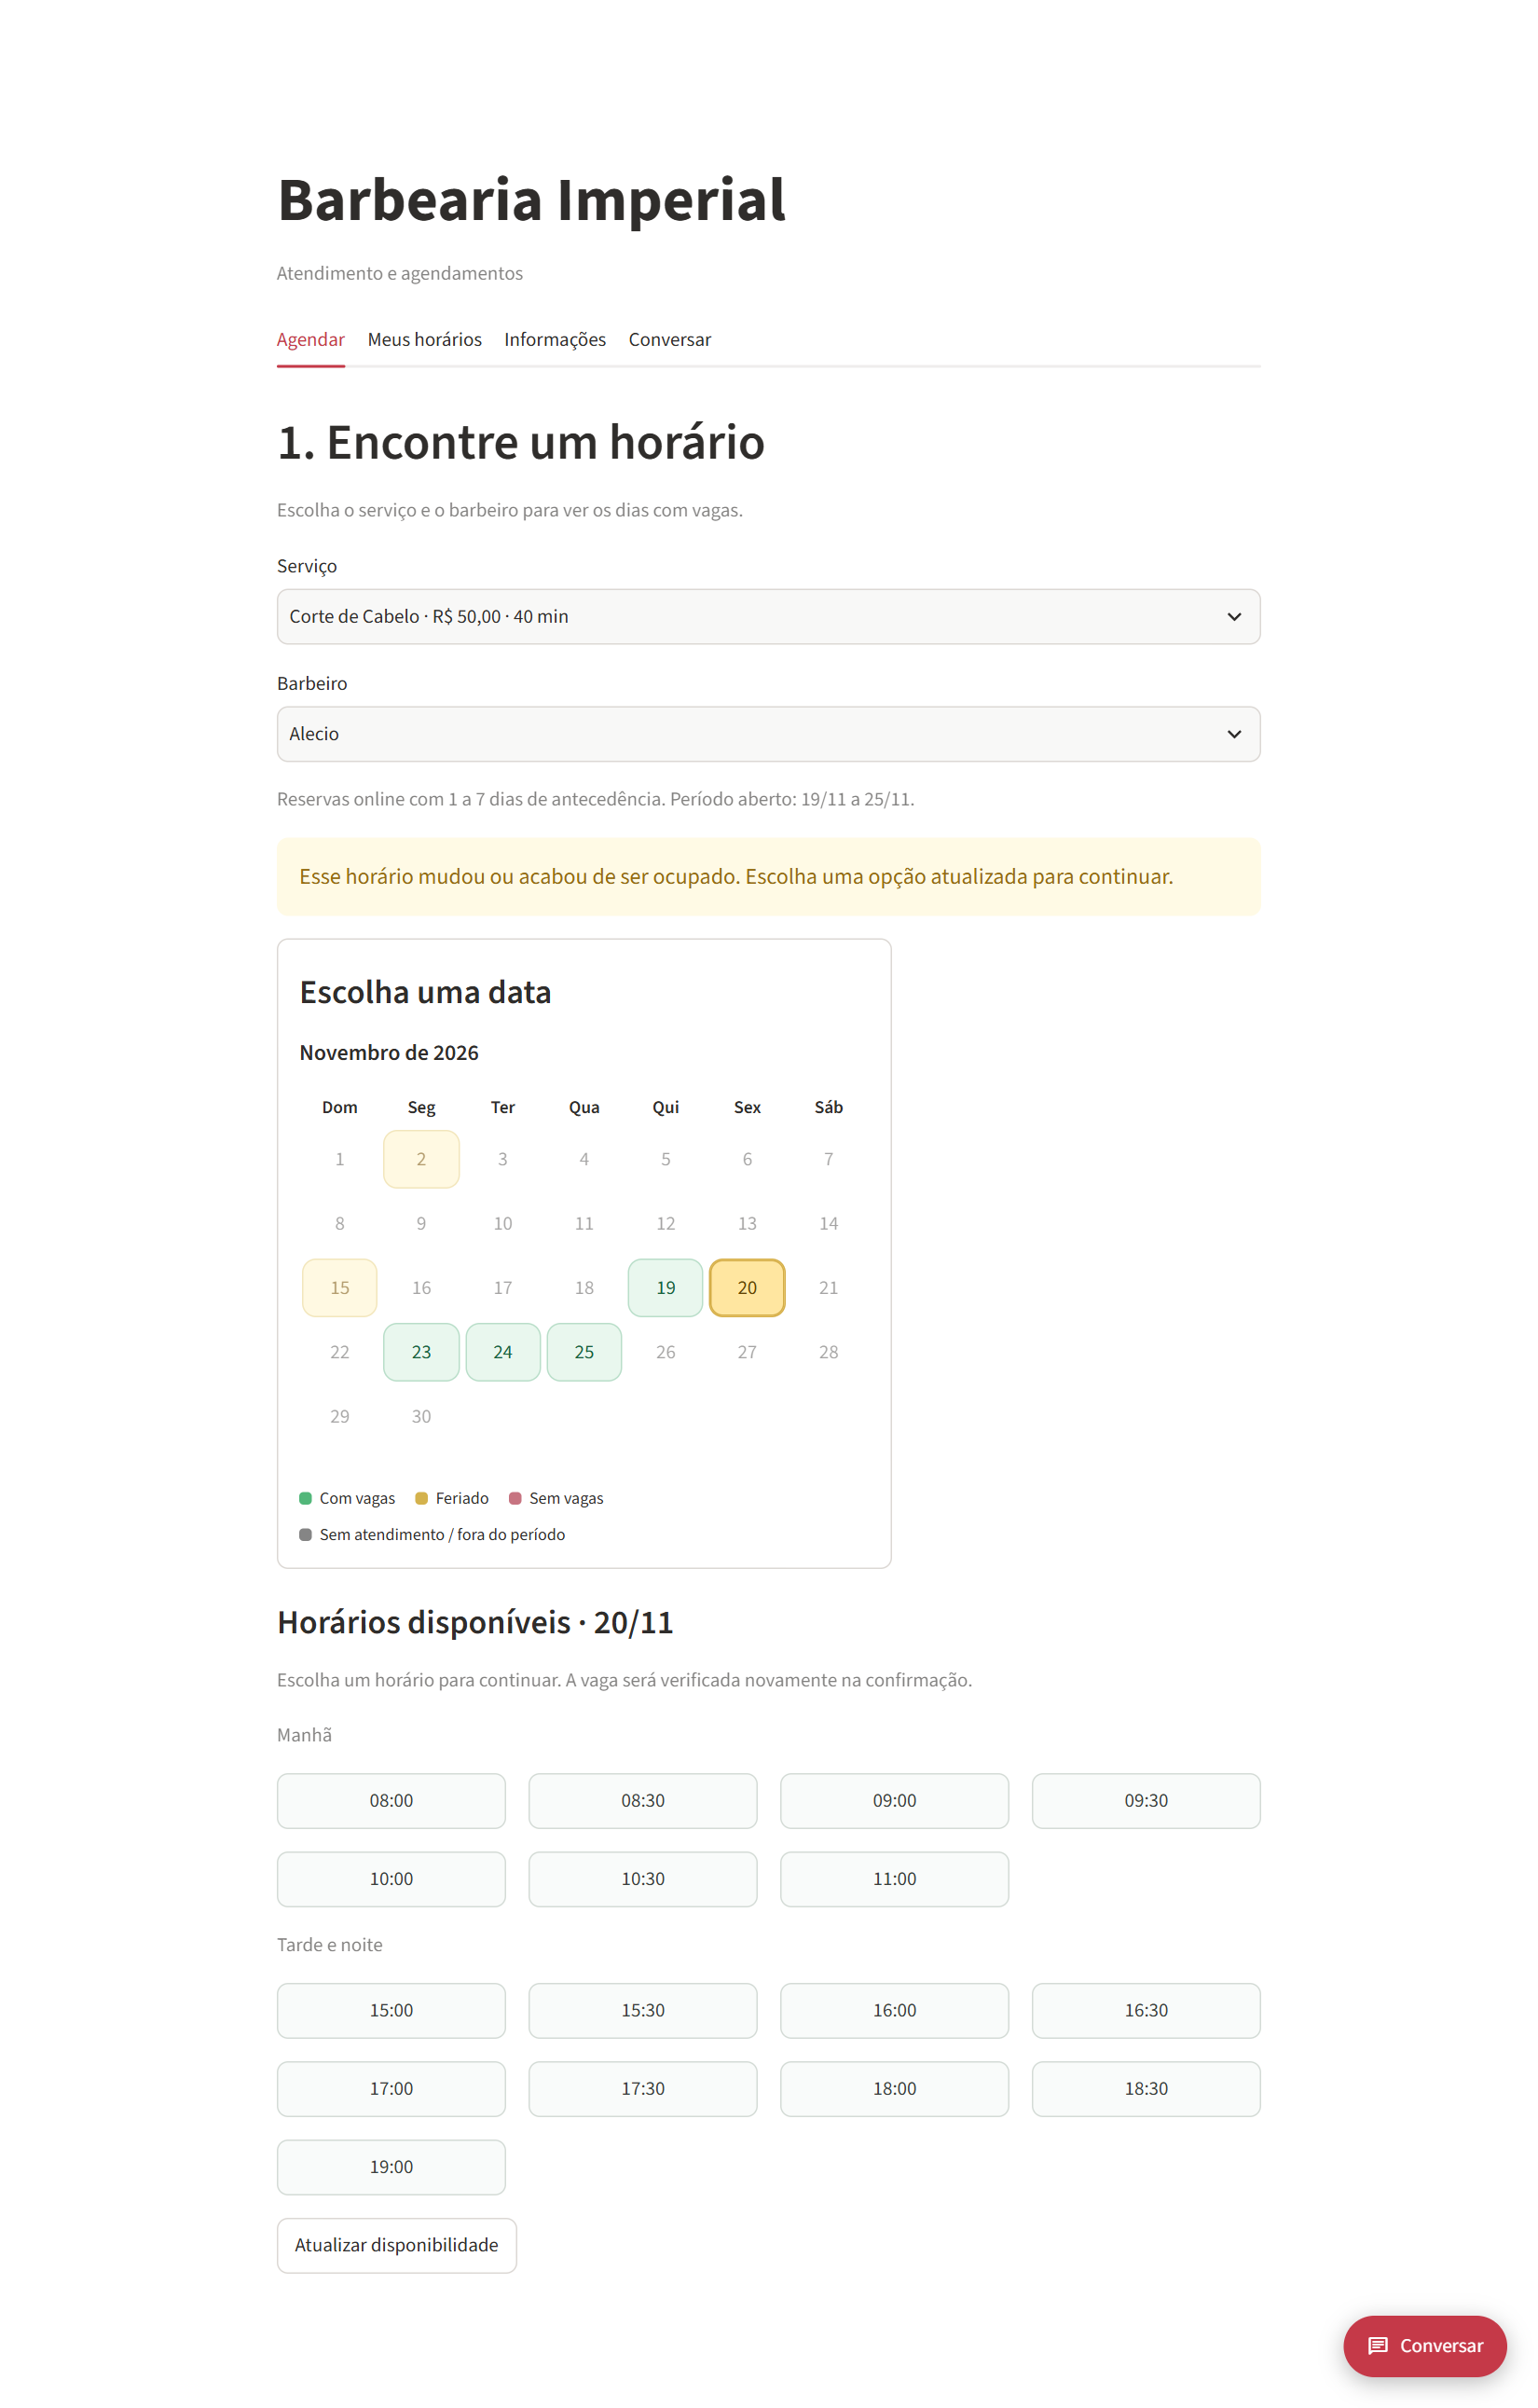 Barbearia Imperial
Atendimento e agendamentos
Agendar Meus horários Informações Conversar
1. Encontre um horário
Escolha o serviço e o barbeiro para ver os dias com vagas.
Serviço
Corte de Cabelo · R$ 50,00 · 40 min
Barbeiro
Alecio
Reservas online com 1 a 7 dias de antecedência. Período aberto: 19/11 a 25/11.
Esse horário mudou ou acabou de ser ocupado. Escolha uma opção atualizada para continuar.
Escolha uma data
Novembro de 2026
Dom Seg Ter Qua Qui Sex Sáb
1 2 3 4 5 6 7
8 9 10 11 12 13 14
15 16 17 18 19 20 21
22 23 24 25 26 27 28
29 30
Com vagas Feriado Sem vagas
Sem atendimento / fora do período
Horários disponíveis · 20/11
Escolha um horário para continuar. A vaga será verificada novamente na confirmação.
Manhã
08:00 08:30 09:00 09:30
10:00 10:30 11:00
Tarde e noite
15:00 15:30 16:00 16:30
17:00 17:30 18:00 18:30
19:00
Atualizar disponibilidade
Conversar